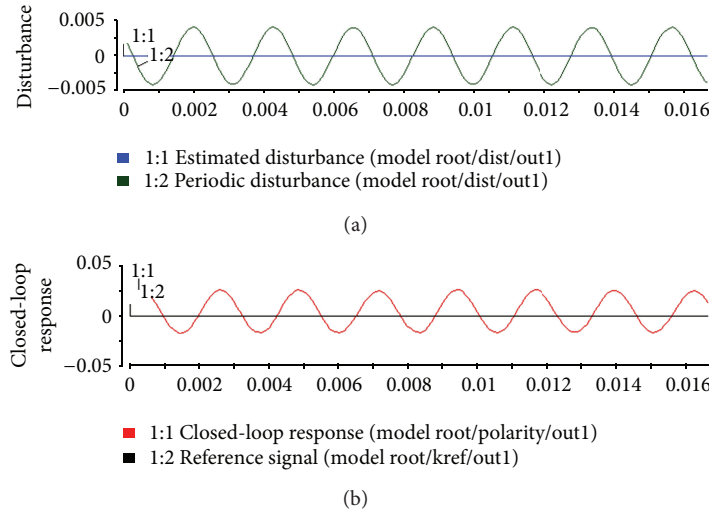 0.005
0
−0.005
Disturbance
1:1
1:2
0 0.002 0.004 0.006 0.008 0.01 0.012 0.014 0.016
1:1 Estimated disturbance (model root/dist/out1)
1:2 Periodic disturbance (model root/dist/out1)
(a)
0.05
0
−0.05
Closed-loop
response
1:1
1:2
0 0.002 0.004 0.006 0.008 0.01 0.012 0.014 0.016
1:1 Closed-loop response (model root/polarity/out1)
1:2 Reference signal (model root/kref/out1)
(b)